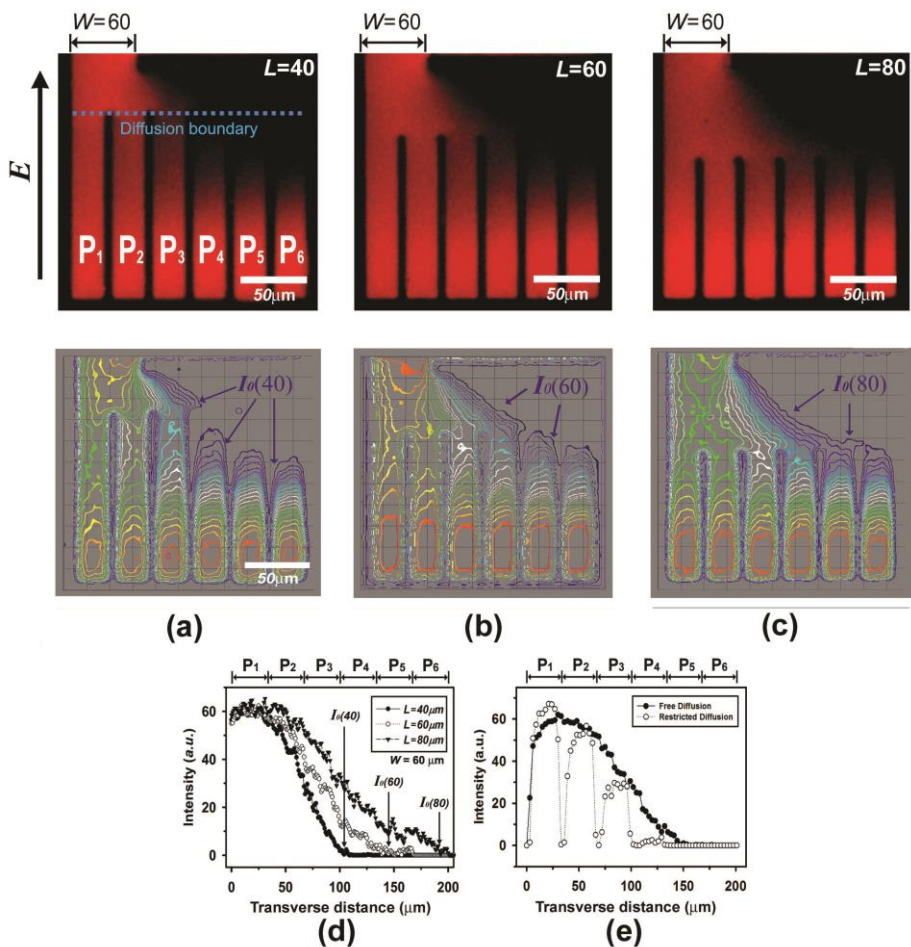 W=60 W=60 W=60
L=40 L=60 L=80
Diffusion boundary
E
P1 P2 P3 P4 P5 P6
50μm 50μm 50μm
I0(40) I0(60) I0(80)
50μm
(a) (b) (c)
P1 P2 P3 P4 P5 P6
60
40
20
0
Intensity (a.u.)
L=40μm
L=60μm
L=80μm
W = 60 μm
I0(40)
I0(60)
I0(80)
0 50 100 150 200
Transverse distance (μm)
(d)
P1 P2 P3 P4 P5 P6
80
60
40
20
0
Intensity (a.u.)
Free Diffusion
Restricted Diffusion
0 50 100 150 200
Transverse distance (μm)
(e)